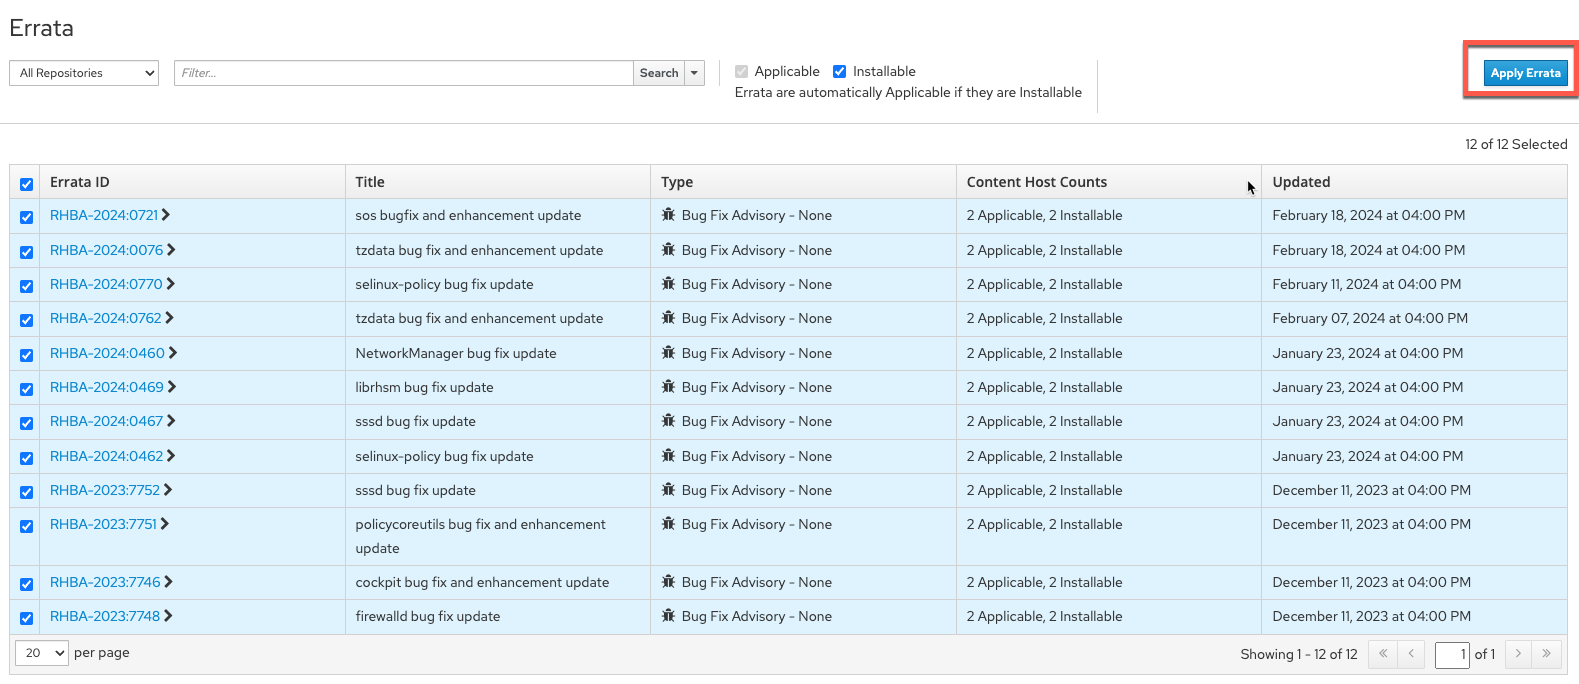 Errata
All Repositories Filter... Search Applicable Installable Apply Errata
Errata are automatically Applicable if they are Installable
12 of 12 Selected
Errata ID Title Type Content Host Counts Updated
RHBA-2024:0721 sos bugfix and enhancement update Bug Fix Advisory - None 2 Applicable, 2 Installable February 18, 2024 at 04:00 PM
RHBA-2024:0076 tzdata bug fix and enhancement update Bug Fix Advisory - None 2 Applicable, 2 Installable February 18, 2024 at 04:00 PM
RHBA-2024:0770 selinux-policy bug fix update Bug Fix Advisory - None 2 Applicable, 2 Installable February 11, 2024 at 04:00 PM
RHBA-2024:0762 tzdata bug fix and enhancement update Bug Fix Advisory - None 2 Applicable, 2 Installable February 07, 2024 at 04:00 PM
RHBA-2024:0460 NetworkManager bug fix update Bug Fix Advisory - None 2 Applicable, 2 Installable January 23, 2024 at 04:00 PM
RHBA-2024:0469 librhsm bug fix update Bug Fix Advisory - None 2 Applicable, 2 Installable January 23, 2024 at 04:00 PM
RHBA-2024:0467 sssd bug fix update Bug Fix Advisory - None 2 Applicable, 2 Installable January 23, 2024 at 04:00 PM
RHBA-2024:0462 selinux-policy bug fix update Bug Fix Advisory - None 2 Applicable, 2 Installable January 23, 2024 at 04:00 PM
RHBA-2023:7752 sssd bug fix update Bug Fix Advisory - None 2 Applicable, 2 Installable December 11, 2023 at 04:00 PM
RHBA-2023:7751 policycoreutils bug fix and enhancement Bug Fix Advisory - None 2 Applicable, 2 Installable December 11, 2023 at 04:00 PM
update
RHBA-2023:7746 cockpit bug fix and enhancement update Bug Fix Advisory - None 2 Applicable, 2 Installable December 11, 2023 at 04:00 PM
RHBA-2023:7748 firewalld bug fix update Bug Fix Advisory - None 2 Applicable, 2 Installable December 11, 2023 at 04:00 PM
20 per page Showing 1 - 12 of 12 « < 1 of 1 > »